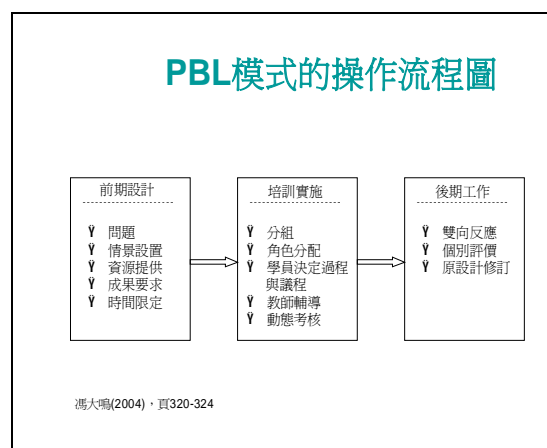 PBL模式的操作流程圖
前期設計
Ÿ 問題
Ÿ 情景設置
Ÿ 資源提供
Ÿ 成果要求
Ÿ 時間限定
培訓實施
Ÿ 分組
Ÿ 角色分配
Ÿ 學員決定過程
與議程
Ÿ 教師輔導
Ÿ 動態考核
後期工作
Ÿ 雙向反應
Ÿ 個別評價
Ÿ 原設計修訂
馮大鳴(2004)，頁320-324